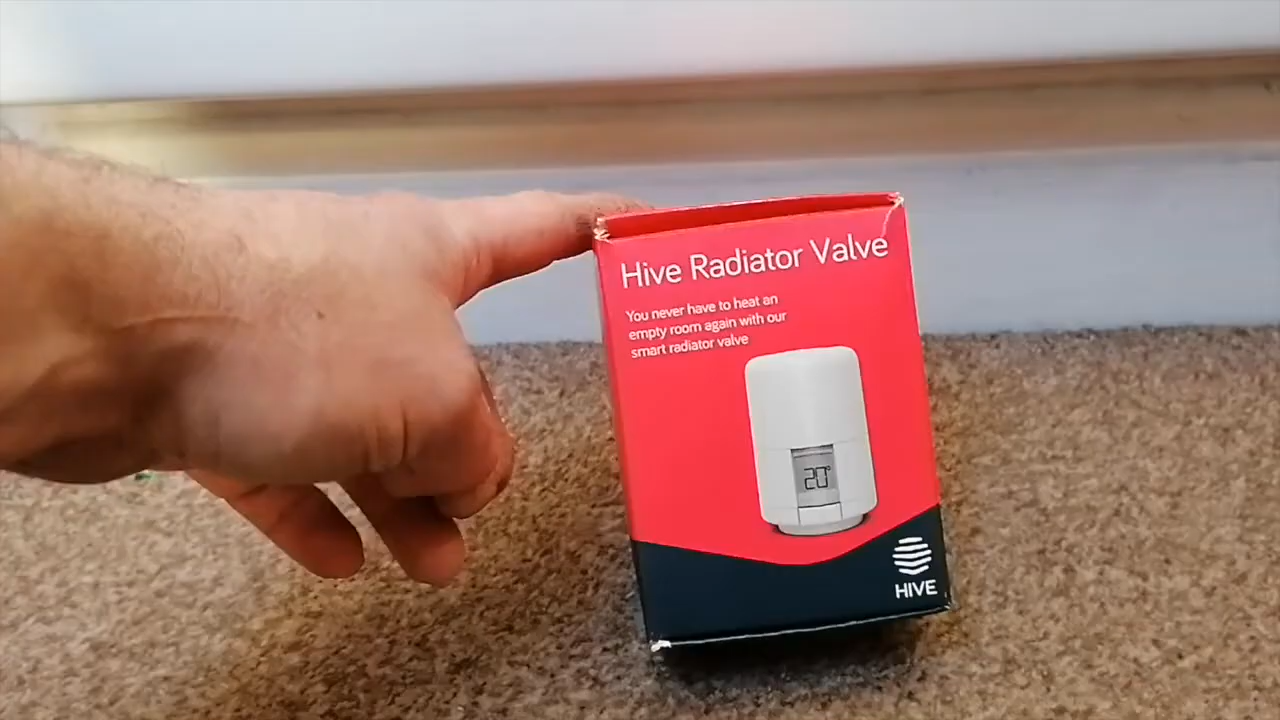 Hive Radiator Valve
You never have to heat an
empty room again with our
smart radiator valve
20°
HIVE